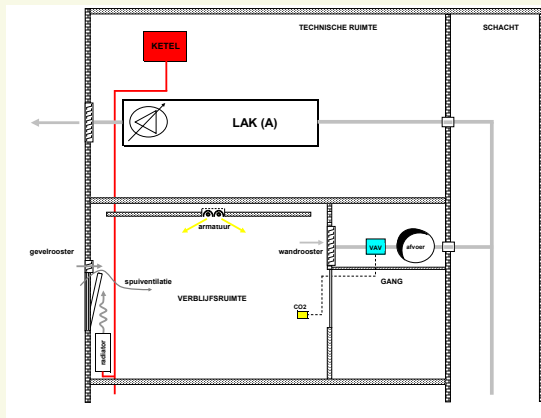 TECHNISCHE RUIMTE
SCHACHT
KETEL
LAK (A)
armatuur
gevelrooster
wandrooster
VAV
afvoer
spuiventilatie
GANG
VERBLIJFSRUIMTE
CO2
radiator